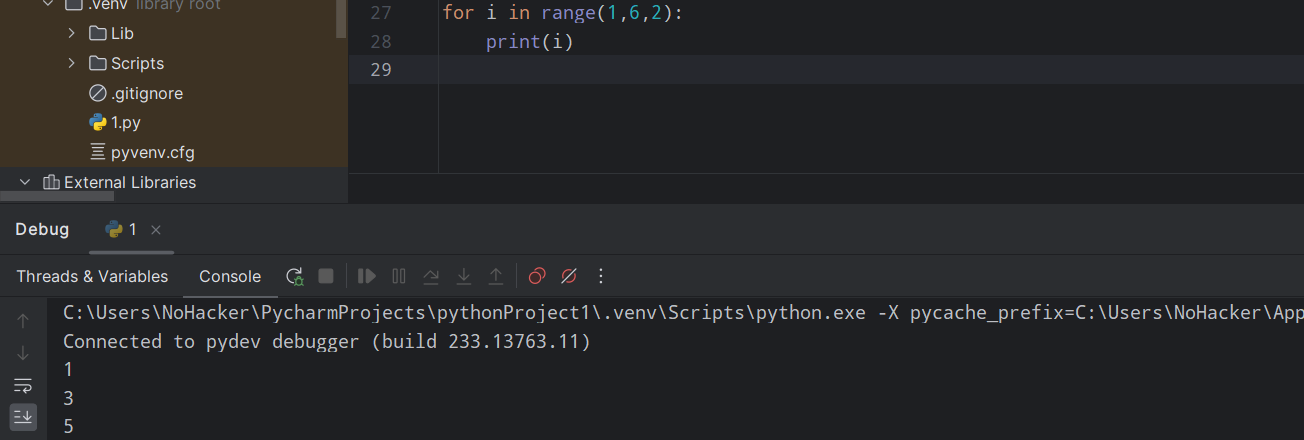 .venv library root
Lib
Scripts
.gitignore
1.py
pyvenv.cfg
External Libraries
27 for i in range(1,6,2):
28     print(i)
29
Debug 1
Threads & Variables Console
C:\Users\NoHacker\PycharmProjects\pythonProject1\.venv\Scripts\python.exe -X pycache_prefix=C:\Users\NoHacker\App
Connected to pydev debugger (build 233.13763.11)
1
3
5